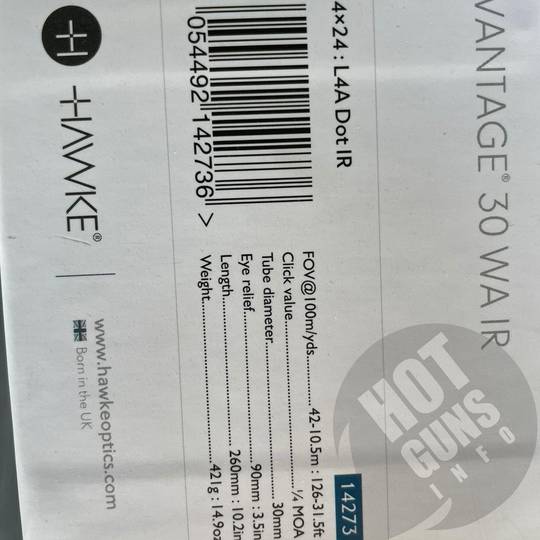 VANTAGE® 30 WA IR
4×24 : L4A Dot IR
14273
054492 142736 >
FOV@100m/yds........ 42-10.5m : 126-31.5ft
Click value........ ¼ MOA
Tube diameter........ 30mm
Eye relief........ 90mm : 3.5in
Length........ 260mm : 10.2in
Weight........ 421g : 14.9oz
H HAWKE®
www.hawkeoptics.com
Born in the UK
HOT
GUNS
INFO